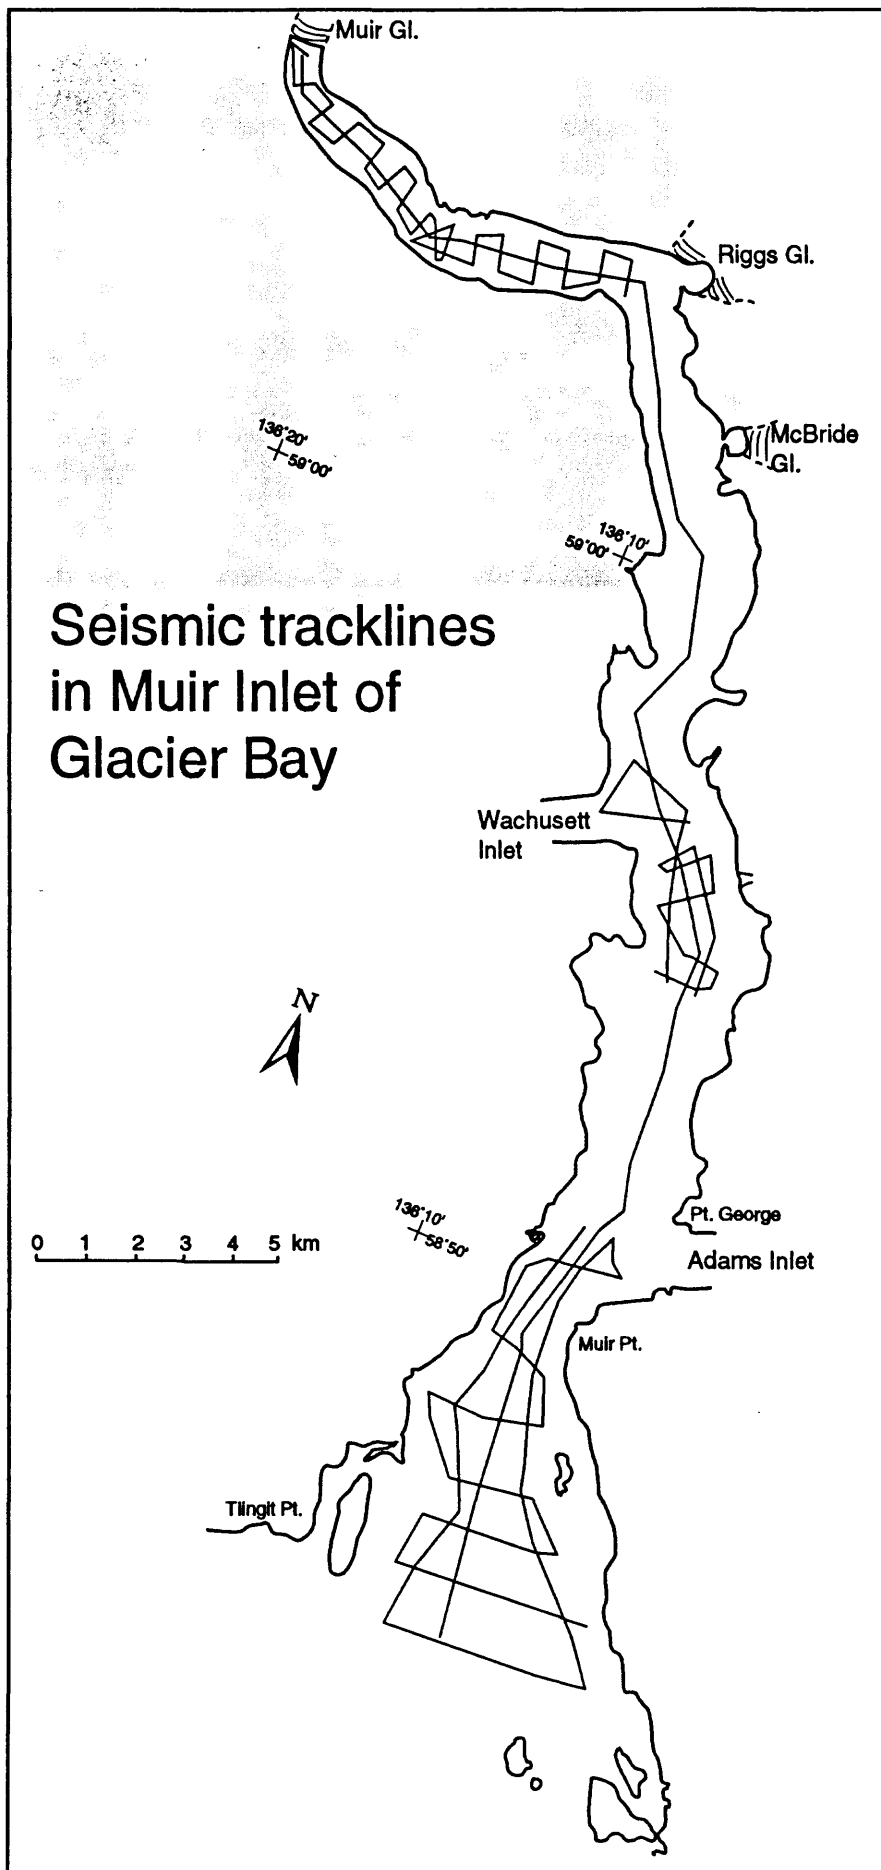 Muir Gl.
Riggs Gl.
McBride
Gl.
136°20'
59°00'
136°10'
59°00'
Seismic tracklines
in Muir Inlet of
Glacier Bay
Wachusett
Inlet
N
136°10'
58°50'
0 1 2 3 4 5 km
Pt. George
Adams Inlet
Muir Pt.
Tlingit Pt.